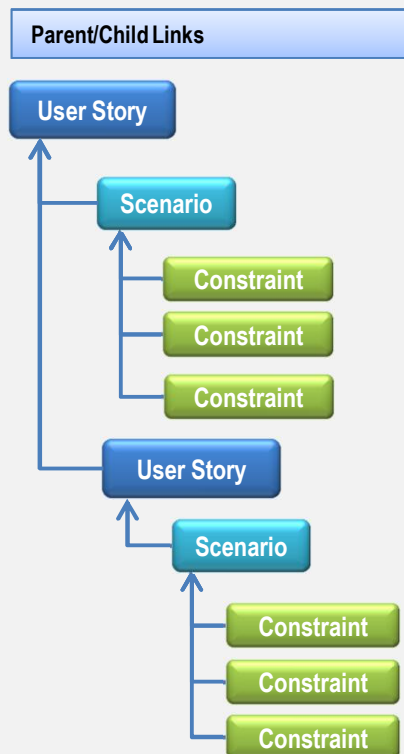 Parent/Child Links
User Story
Scenario
Constraint
Constraint
Constraint
User Story
Scenario
Constraint
Constraint
Constraint